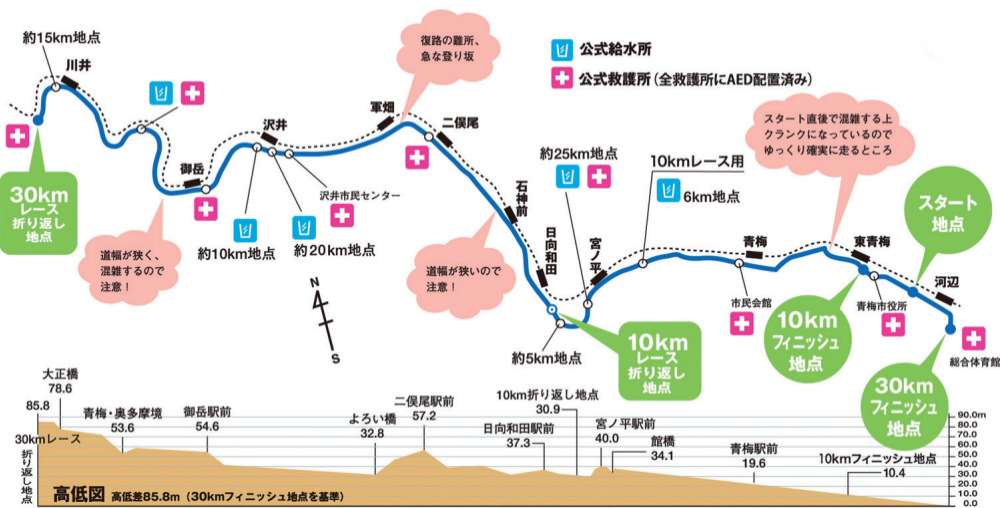 約15km地点
川井
30km
レース
折り返し
地点
御岳
道幅が狭く、
混雑するので
注意！
沢井
約10km地点
約20km地点
沢井市民センター
N
S
復路の難所、
急な登り坂
軍畑
二俣尾
公式給水所
公式救護所（全救護所にAED配置済み）
道幅が狭いので
注意！
石神前
日向和田
約5km地点
10km
レース
折り返し
地点
約25km地点
宮ノ平
10kmレース用
6km地点
スタート直後で混雑する上
クランクになっているので
ゆっくり確実に走るところ
青梅
市民会館
東青梅
10km
フィニッシュ
地点
青梅市役所
スタート
地点
河辺
総合体育館
30km
フィニッシュ
地点
85.8
30kmレース
折り返し地点
大正橋
78.6
青梅・奥多摩境
53.6
御岳駅前
54.6
よろい橋
32.8
二俣尾駅前
57.2
日向和田駅前
37.3
10km折り返し地点
30.9
宮ノ平駅前
40.0
館橋
34.1
青梅駅前
19.6
10kmフィニッシュ地点
10.4
90.0m
80.0
70.0
60.0
50.0
40.0
30.0
20.0
10.0
0.0
高低図 高低差85.8m（30kmフィニッシュ地点を基準）